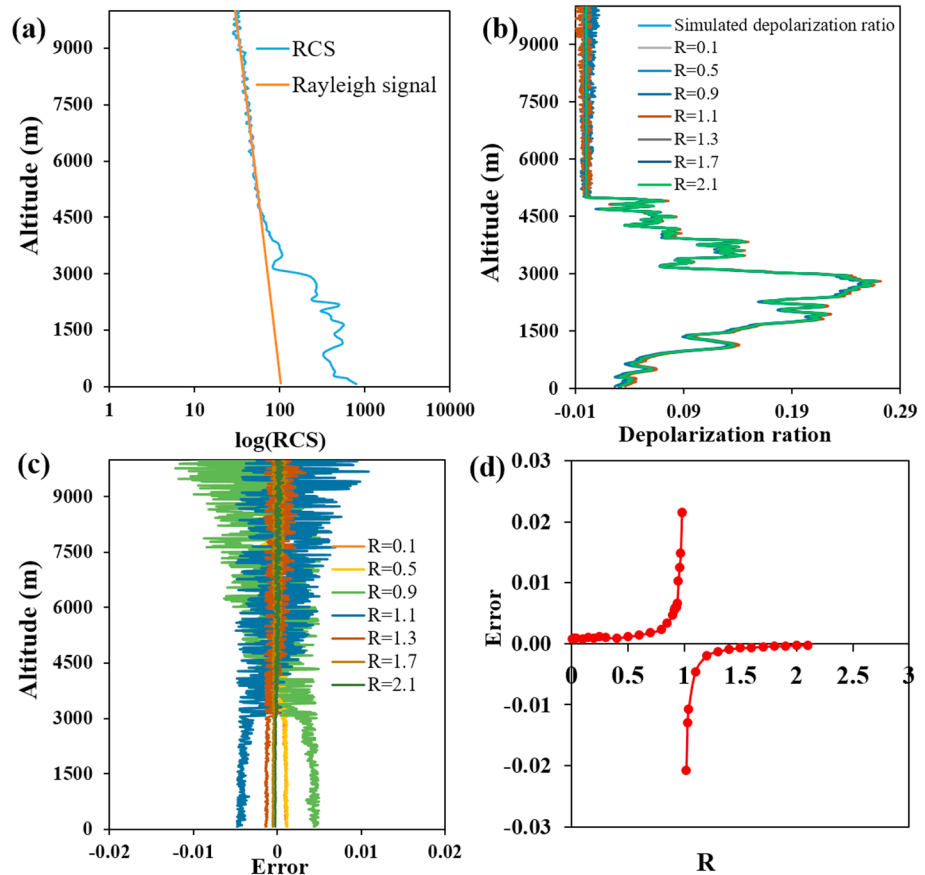 (a)
9000
7500
6000
4500
3000
1500
0
Altitude (m)
RCS
Rayleigh signal
1 10 100 1000 10000
log(RCS)
(b)
9000
7500
6000
4500
3000
1500
0
Altitude (m)
Simulated depolarization ratio
R=0.1
R=0.5
R=0.9
R=1.1
R=1.3
R=1.7
R=2.1
-0.01 0.09 0.19 0.29
Depolarization ration
(c)
9000
7500
6000
4500
3000
1500
0
Altitude (m)
R=0.1
R=0.5
R=0.9
R=1.1
R=1.3
R=1.7
R=2.1
-0.02 -0.01 0 0.01 0.02
Error
(d)
0.03
0.02
0.01
0.00
-0.01
-0.02
-0.03
Error
0 0.5 1 1.5 2 2.5 3
R